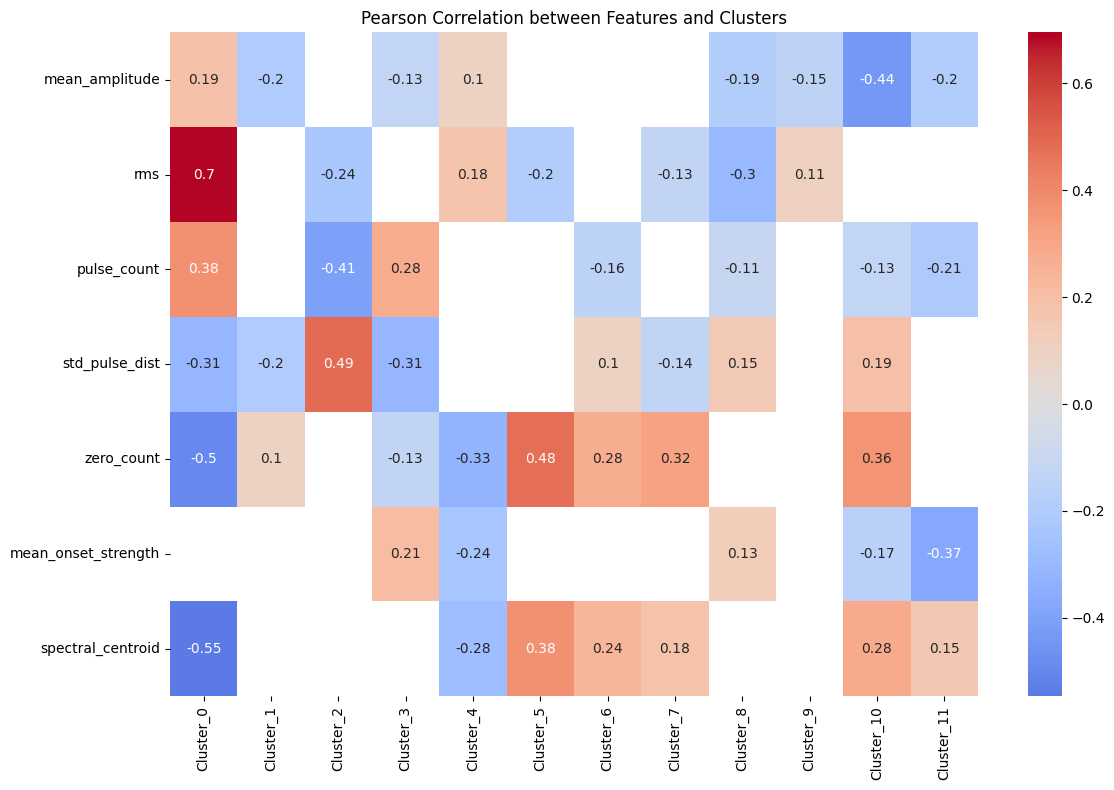 Pearson Correlation between Features and Clusters
mean_amplitude 0.19 -0.2 -0.13 0.1 -0.19 -0.15 -0.44 -0.2
rms 0.7 -0.24 0.18 -0.2 -0.13 -0.3 0.11
pulse_count 0.38 -0.41 0.28 -0.16 -0.11 -0.13 -0.21
std_pulse_dist -0.31 -0.2 0.49 -0.31 0.1 -0.14 0.15 0.19
zero_count -0.5 0.1 -0.13 -0.33 0.48 0.28 0.32 0.36
mean_onset_strength 0.21 -0.24 0.13 -0.17 -0.37
spectral_centroid -0.55 -0.28 0.38 0.24 0.18 0.28 0.15
Cluster_0 Cluster_1 Cluster_2 Cluster_3 Cluster_4 Cluster_5 Cluster_6 Cluster_7 Cluster_8 Cluster_9 Cluster_10 Cluster_11
0.6
0.4
0.2
0.0
−0.2
−0.4